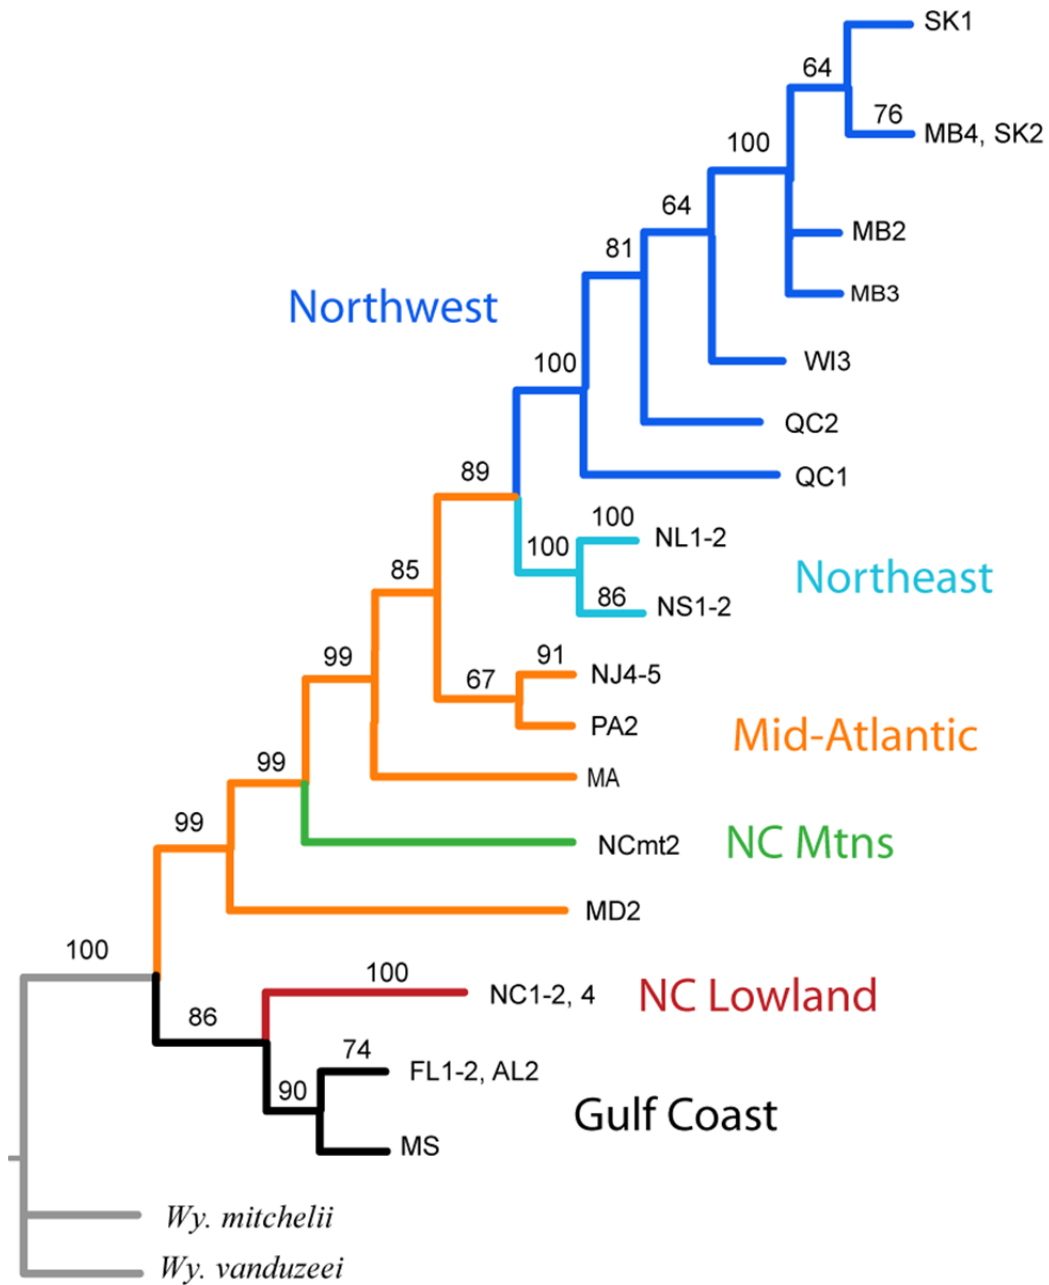 SK1
64
76
MB4, SK2
100
64
MB2
81
MB3
Northwest
WI3
100
QC2
89
QC1
100
NL1-2
100
85
Northeast
86
NS1-2
99
91
NJ4-5
67
PA2
Mid-Atlantic
99
MA
99
NCmt2
NC Mtns
MD2
100
100
NC1-2, 4
NC Lowland
86
74
FL1-2, AL2
90
Gulf Coast
MS
Wy. mitchelii
Wy. vanduzeei